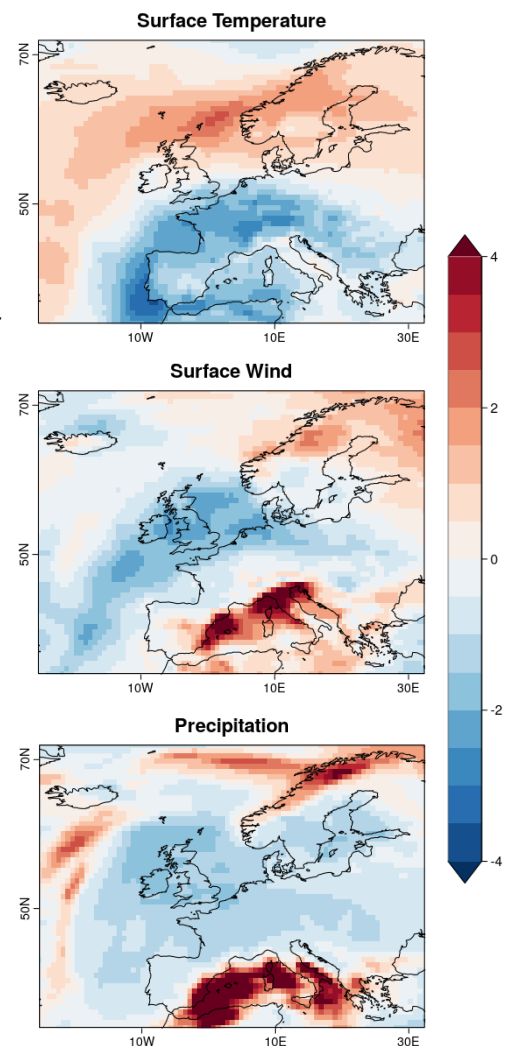 Surface Temperature
70N
50N
10W 10E 30E
Surface Wind
70N
50N
10W 10E 30E
Precipitation
70N
50N
10W 10E 30E
4
2
0
-2
-4